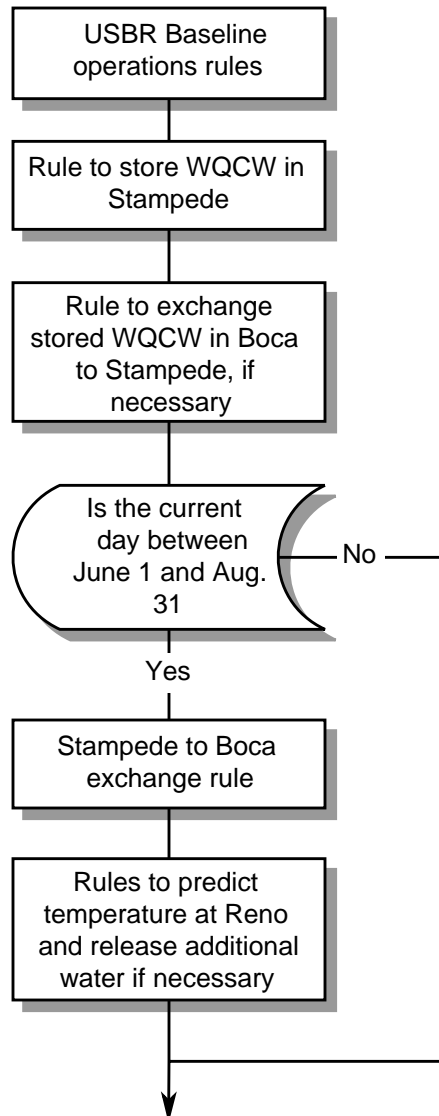 USBR Baseline
operations rules
Rule to store WQCW in
Stampede
Rule to exchange
stored WQCW in Boca
to Stampede, if
necessary
Is the current
day between
June 1 and Aug.
31
No
Yes
Stampede to Boca
exchange rule
Rules to predict
temperature at Reno
and release additional
water if necessary